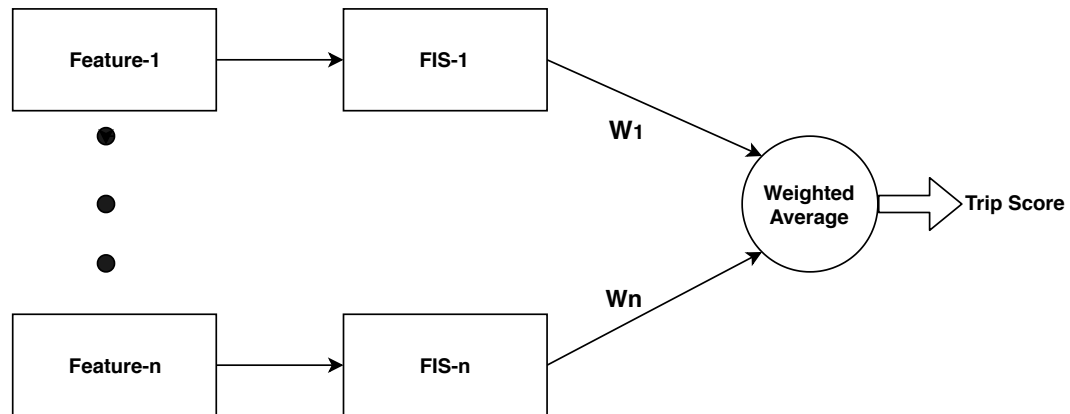 Feature-1
FIS-1
W1
Weighted
Average
Trip Score
Wn
Feature-n
FIS-n